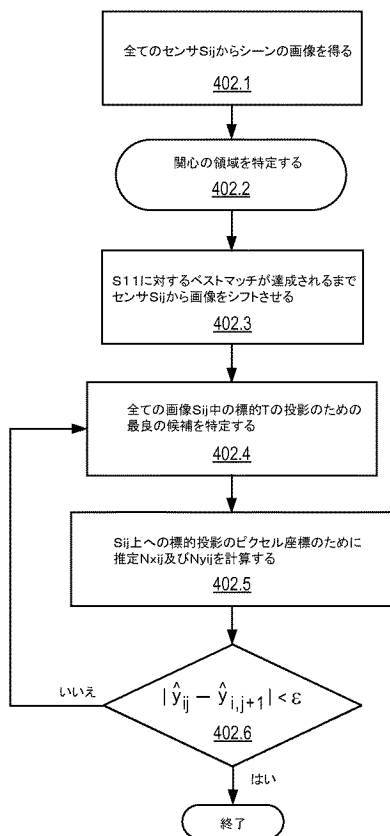 全てのセンサSijからシーンの画像を得る
402.1
関心の領域を特定する
402.2
S11に対するベストマッチが達成されるまで
センサSijから画像をシフトさせる
402.3
全ての画像Sij中の標的Tの投影のための
最良の候補を特定する
402.4
Sij上への標的投影のピクセル座標のために
推定Nxij及びNyijを計算する
402.5
いいえ
|ŷij − ŷi,j+1| < ε
402.6
はい
終了